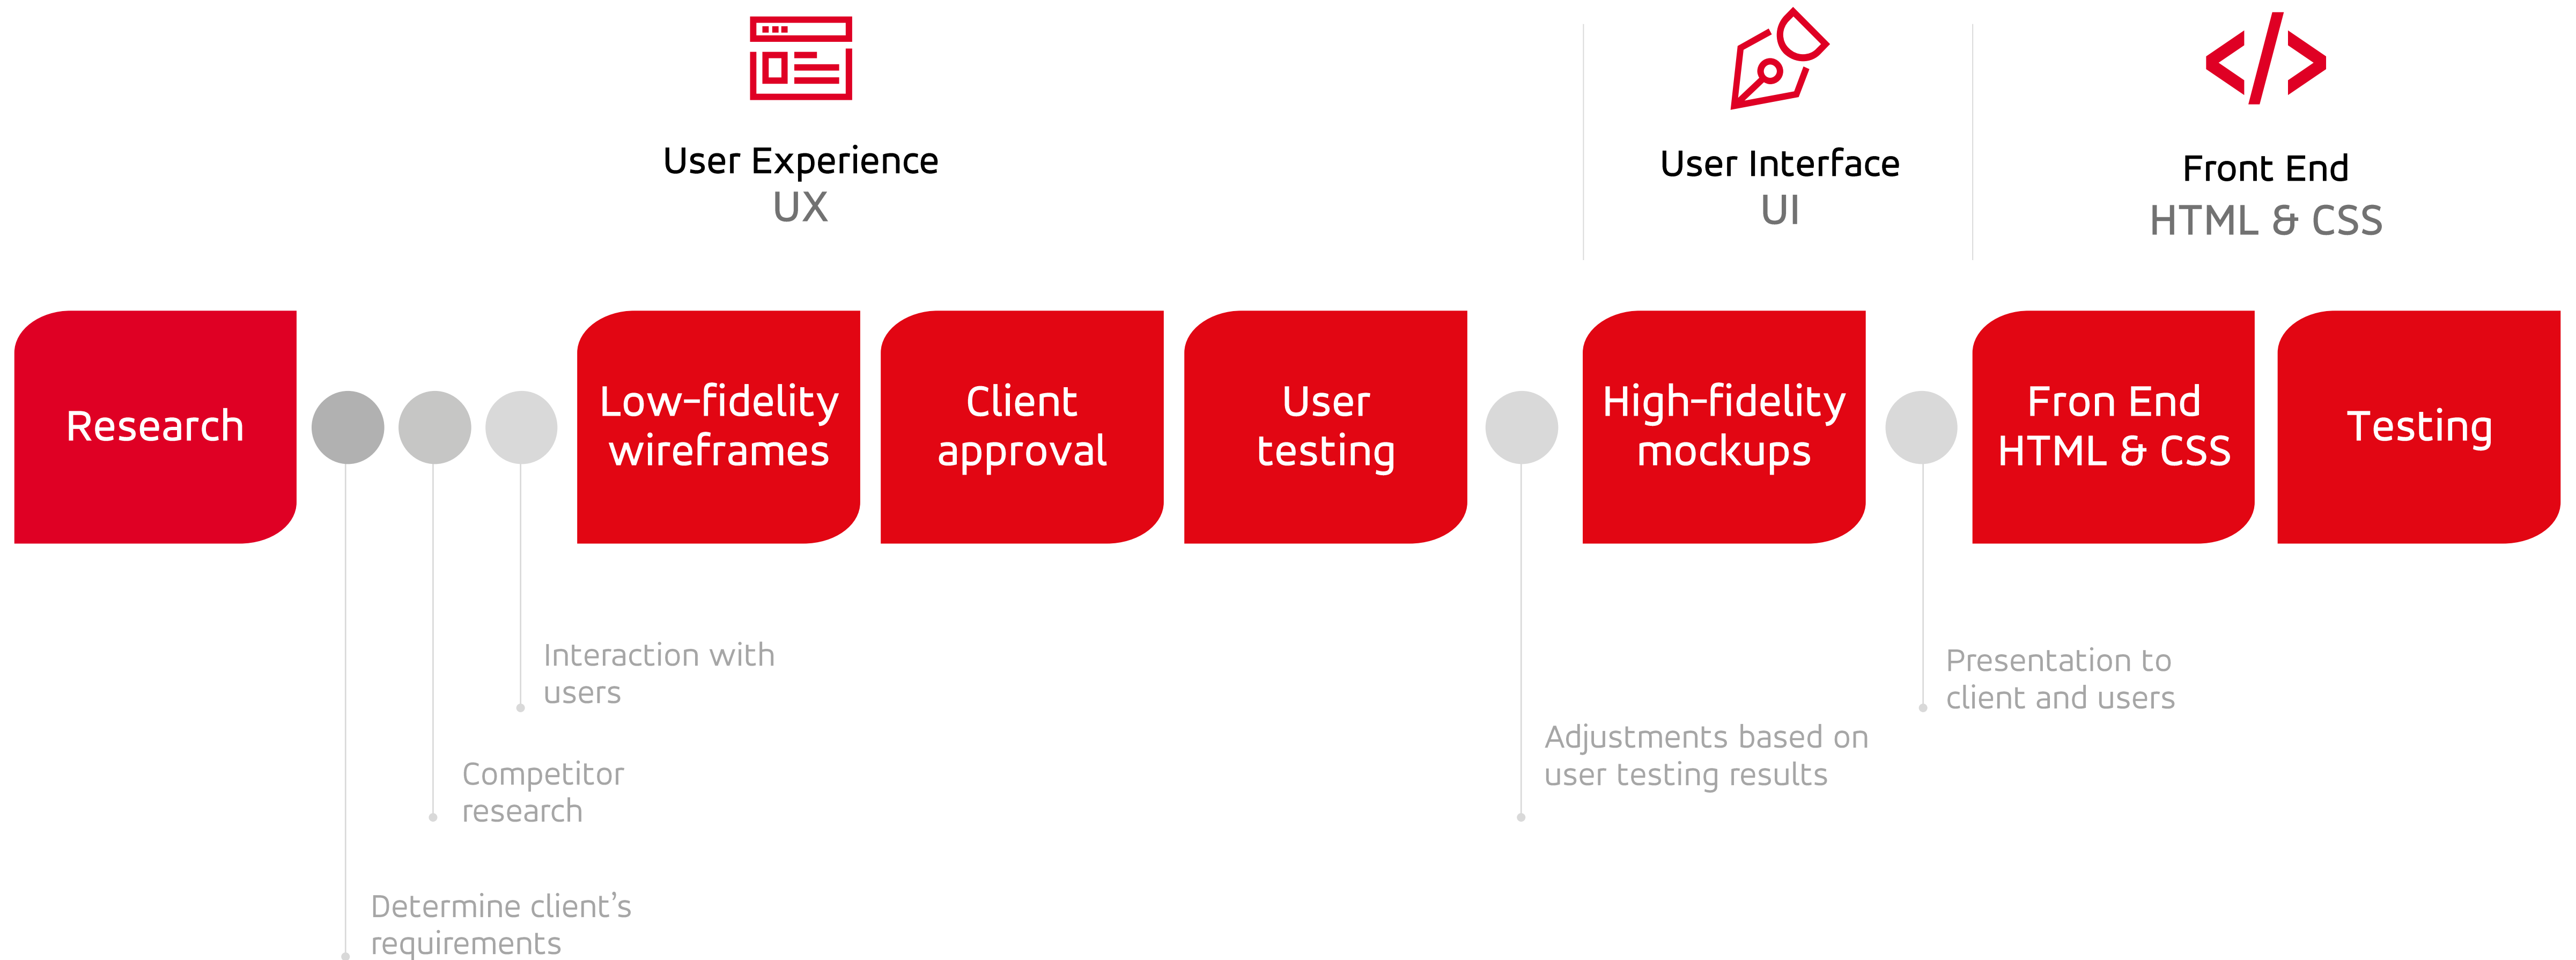 User Experience
UX
User Interface
UI
Front End
HTML & CSS
Research
Low-fidelity
wireframes
Client
approval
User
testing
High-fidelity
mockups
Fron End
HTML & CSS
Testing
Interaction with
users
Competitor
research
Determine client’s
requirements
Adjustments based on
user testing results
Presentation to
client and users